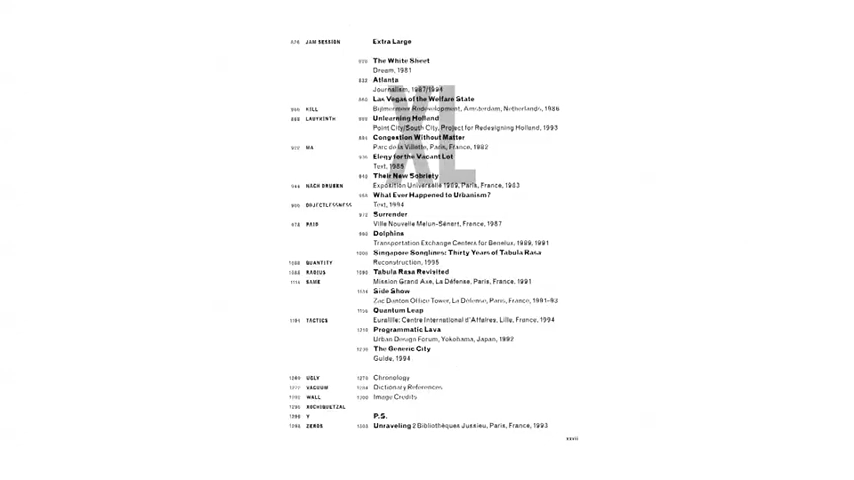 JAM SESSION Extra Large
The White Sheet
Dream, 1981
Atlanta
Journalism, 1987/1994
Las Vegas of the Welfare State
KILL Bijlmermeer Redevelopment, Amsterdam, Netherlands, 1986
LABYRINTH Unlearning Holland
Point City/South City, Project for Redesigning Holland, 1993
Congestion Without Matter
MA Parc de la Villette, Paris, France, 1982
Elegy for the Vacant Lot
Text, 1985
Their New Sobriety
NACH DRUBEN Exposition Universelle 1989, Paris, France, 1983
What Ever Happened to Urbanism?
OBJECTLESSNESS Text, 1994
Surrender
PAID Ville Nouvelle Melun-Sénart, France, 1987
Dolphins
Transportation Exchange Centers for Benelux, 1989, 1991
Singapore Songlines: Thirty Years of Tabula Rasa
QUANTITY Reconstruction, 1995
RADIUS Tabula Rasa Revisited
SAME Mission Grand Axe, La Défense, Paris, France, 1991
Side Show
Zac Danton Office Tower, La Défense, Paris, France, 1991–93
Quantum Leap
TACTICS Euralille: Centre International d'Affaires, Lille, France, 1994
Programmatic Lava
Urban Design Forum, Yokohama, Japan, 1992
The Generic City
Guide, 1994
UGLY Chronology
VACUUM Dictionary References
WALL Image Credits
XOCHIQUETZAL
Y P.S.
ZEROS Unraveling 2 Bibliothèques Jussieu, Paris, France, 1993